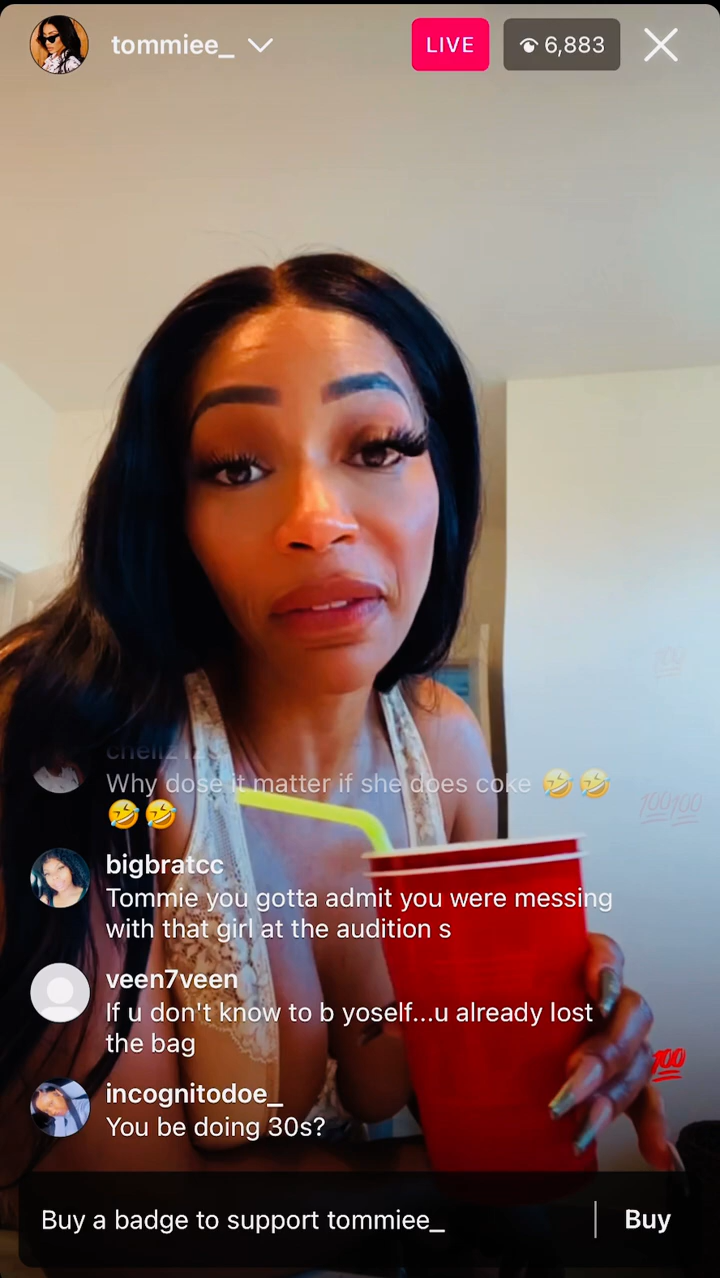 tommiee_
LIVE
6,883
Why dose it matter if she does coke 🤣🤣
🤣🤣
bigbratcc
Tommie you gotta admit you were messing
with that girl at the audition s
veen7veen
If u don't know to b yoself...u already lost
the bag
incognitodoe_
You be doing 30s?
💯
Buy a badge to support tommiee_
Buy